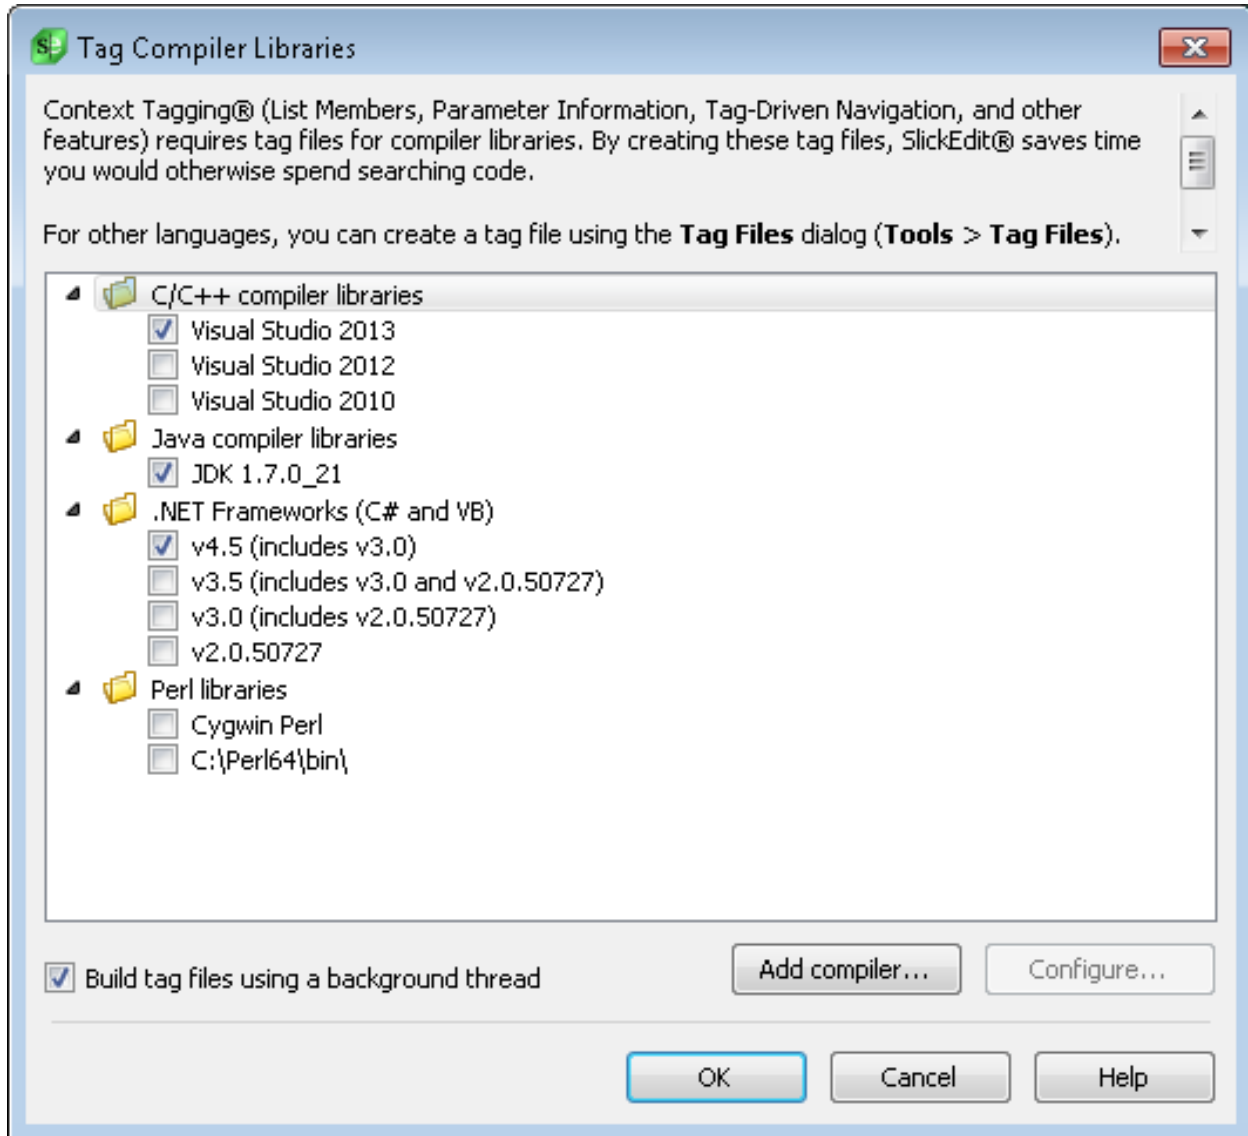 Tag Compiler Libraries
Context Tagging® (List Members, Parameter Information, Tag-Driven Navigation, and other
features) requires tag files for compiler libraries. By creating these tag files, SlickEdit® saves time
you would otherwise spend searching code.
For other languages, you can create a tag file using the Tag Files dialog (Tools > Tag Files).
C/C++ compiler libraries
Visual Studio 2013
Visual Studio 2012
Visual Studio 2010
Java compiler libraries
JDK 1.7.0_21
.NET Frameworks (C# and VB)
v4.5 (includes v3.0)
v3.5 (includes v3.0 and v2.0.50727)
v3.0 (includes v2.0.50727)
v2.0.50727
Perl libraries
Cygwin Perl
C:\Perl64\bin\
Build tag files using a background thread
Add compiler...
Configure...
OK
Cancel
Help